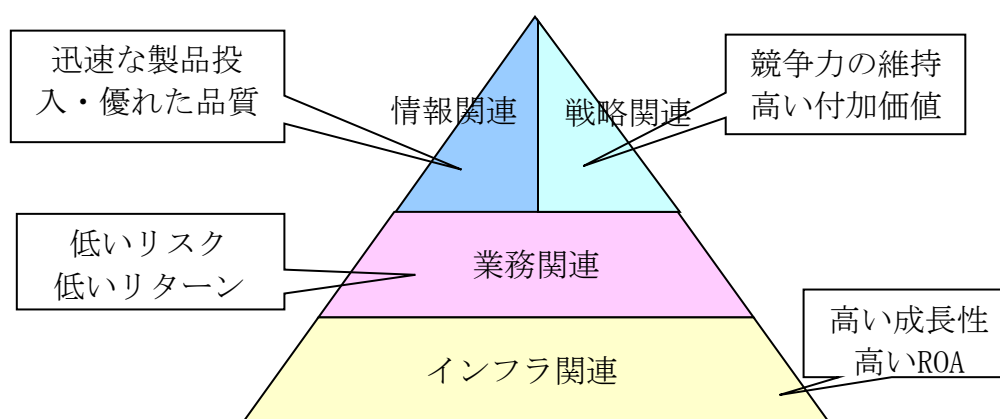 迅速な製品投
入・優れた品質
競争力の維持
高い付加価値
情報関連
戦略関連
低いリスク
低いリターン
業務関連
高い成長性
高いROA
インフラ関連